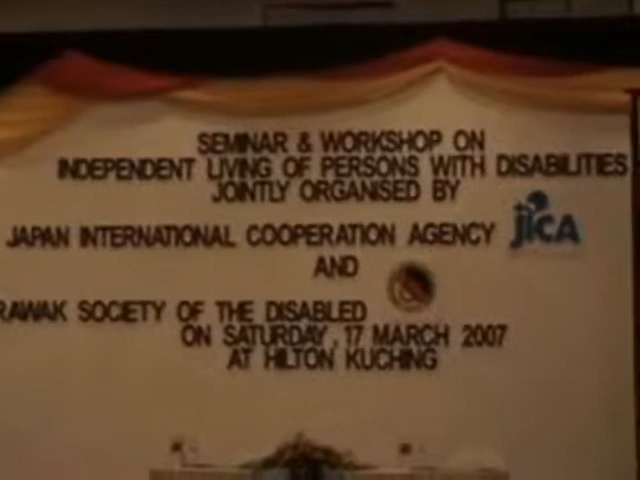 SEMINAR & WORKSHOP ON
INDEPENDENT LIVING OF PERSONS WITH DISABILITIES
JOINTLY ORGANISED BY
JAPAN INTERNATIONAL COOPERATION AGENCY jICA
AND
RAWAK SOCIETY OF THE DISABLED
ON SATURDAY, 17 MARCH 2007
AT HILTON KUCHING